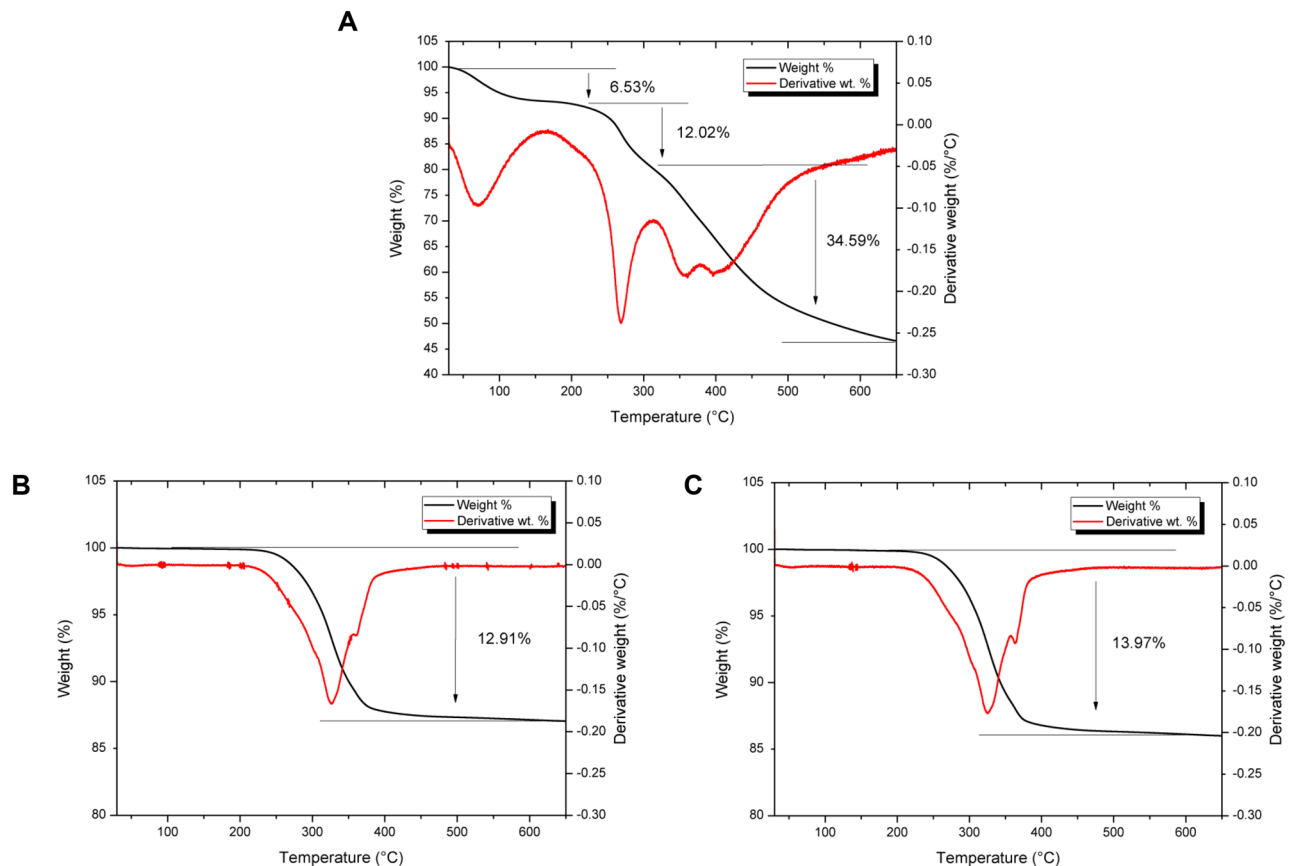 A
105
100
95
90
85
80
75
70
65
60
55
50
45
40
Weight (%)
Weight %
Derivative wt. %
6.53%
12.02%
34.59%
0.10
0.05
0.00
-0.05
-0.10
-0.15
-0.20
-0.25
-0.30
Derivative weight (%/°C)
100 200 300 400 500 600
Temperature (°C)
B
105
100
95
90
85
80
Weight (%)
Weight %
Derivative wt. %
12.91%
0.10
0.05
0.00
-0.05
-0.10
-0.15
-0.20
-0.25
-0.30
Derivative weight (%/°C)
100 200 300 400 500 600
Temperature (°C)
C
105
100
95
90
85
80
Weight (%)
Weight %
Derivative wt. %
13.97%
0.10
0.05
0.00
-0.05
-0.10
-0.15
-0.20
-0.25
-0.30
Derivative weight (%/°C)
100 200 300 400 500 600
Temperature (°C)